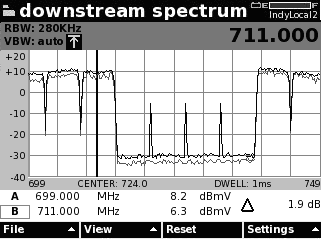 downstream spectrum
IndyLocal2
RBW: 280KHz
VBW: auto
711.000
+20
+10
0
-10
-20
-30
-40
699 CENTER: 724.0 DWELL: 1ms 749
A 699.000 MHz 8.2 dBmV
B 711.000 MHz 6.3 dBmV
Δ 1.9 dB
File View Reset Settings